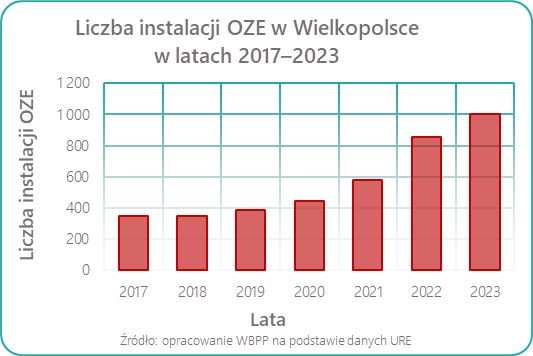 Liczba instalacji OZE w Wielkopolsce
w latach 2017–2023
Liczba instalacji OZE
1 200
1 000
800
600
400
200
0
2017 2018 2019 2020 2021 2022 2023
Lata
Źródło: opracowanie WBPP na podstawie danych URE